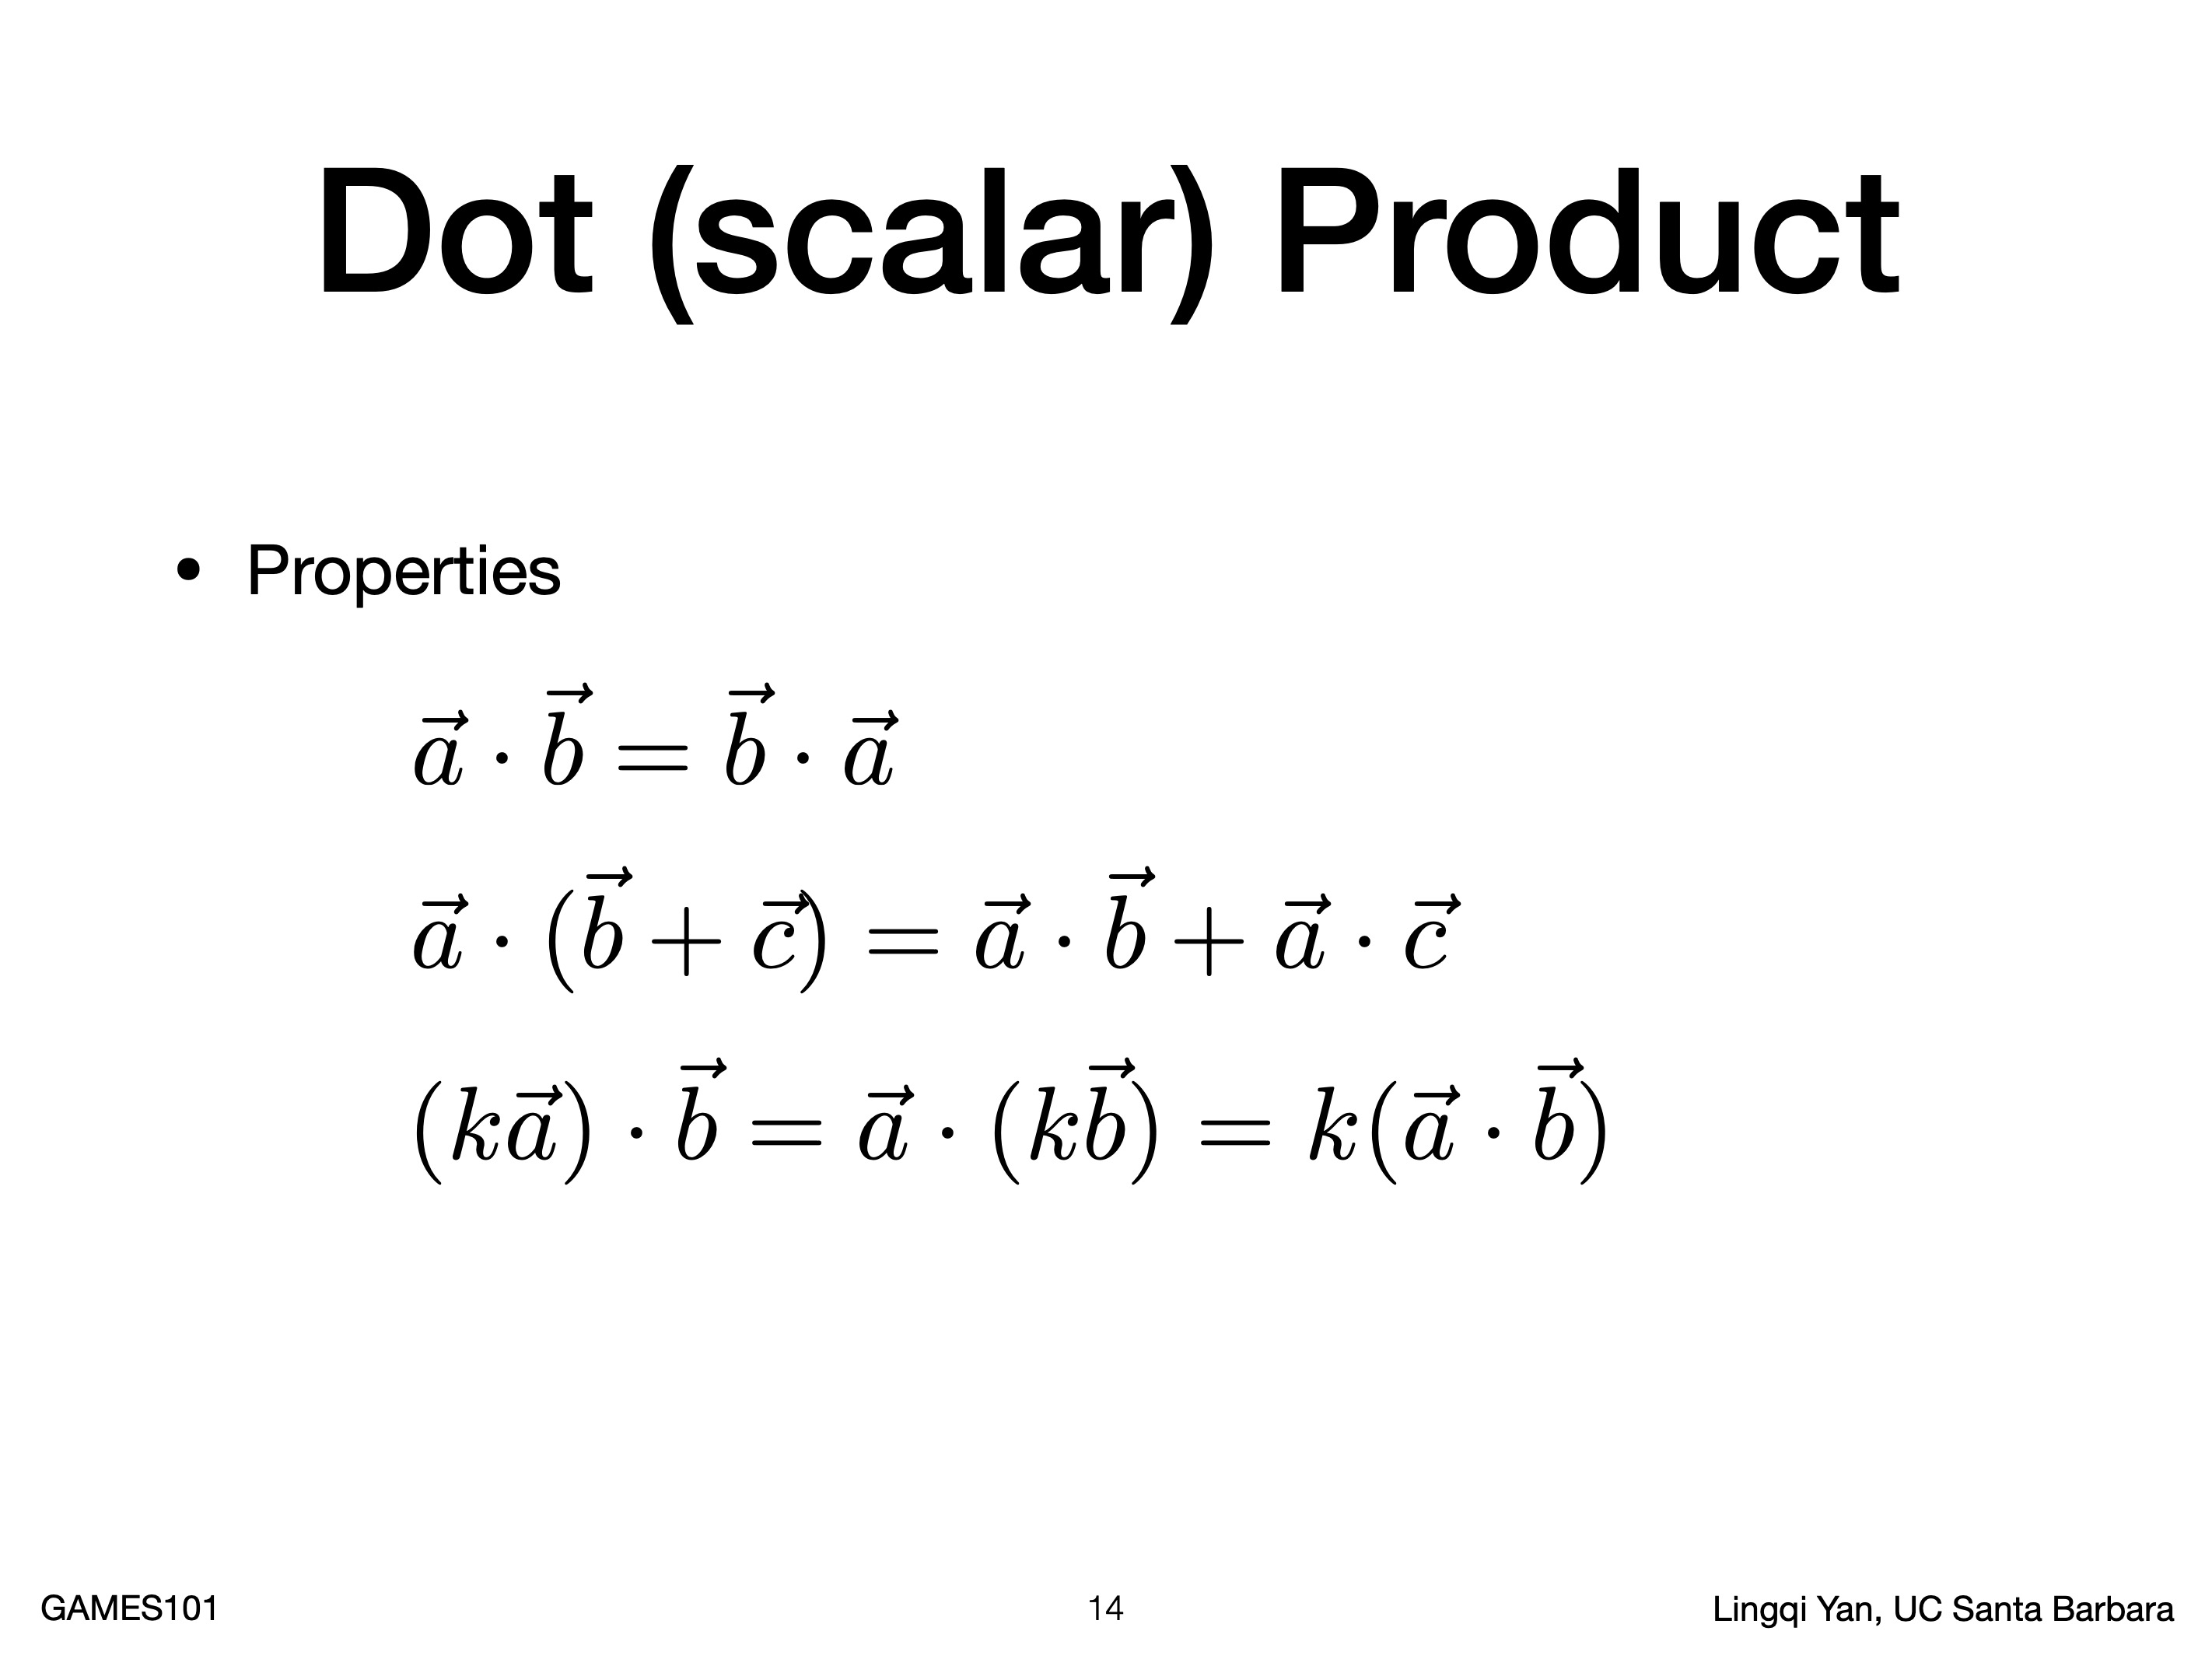 Dot (scalar) Product
• Properties
$\vec{a} \cdot \vec{b} = \vec{b} \cdot \vec{a}$
$\vec{a} \cdot (\vec{b} + \vec{c}) = \vec{a} \cdot \vec{b} + \vec{a} \cdot \vec{c}$
$(k\vec{a}) \cdot \vec{b} = \vec{a} \cdot (k\vec{b}) = k(\vec{a} \cdot \vec{b})$
GAMES101
14
Lingqi Yan, UC Santa Barbara